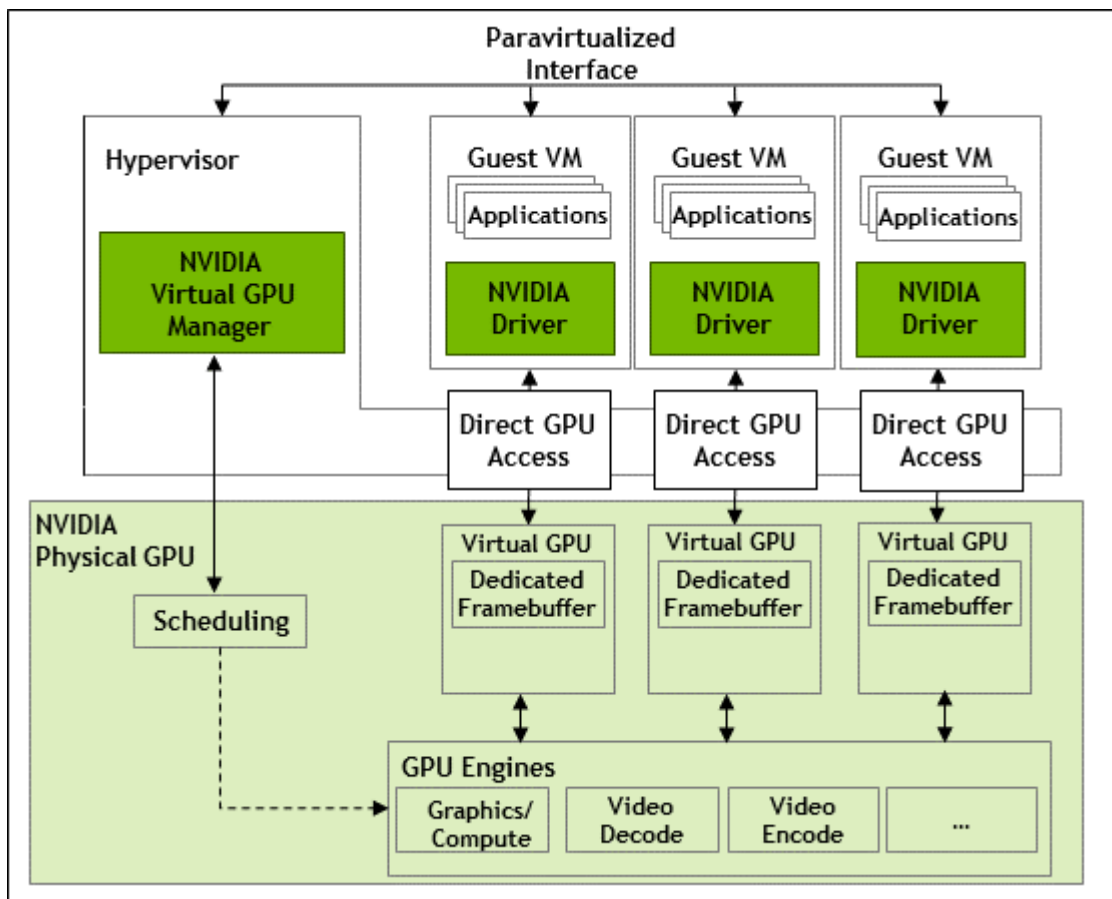 Paravirtualized
Interface
Hypervisor
NVIDIA
Virtual GPU
Manager
Guest VM
Applications
NVIDIA
Driver
Guest VM
Applications
NVIDIA
Driver
Guest VM
Applications
NVIDIA
Driver
Direct GPU
Access
Direct GPU
Access
Direct GPU
Access
NVIDIA
Physical GPU
Scheduling
Virtual GPU
Dedicated
Framebuffer
Virtual GPU
Dedicated
Framebuffer
Virtual GPU
Dedicated
Framebuffer
GPU Engines
Graphics/
Compute
Video
Decode
Video
Encode
...